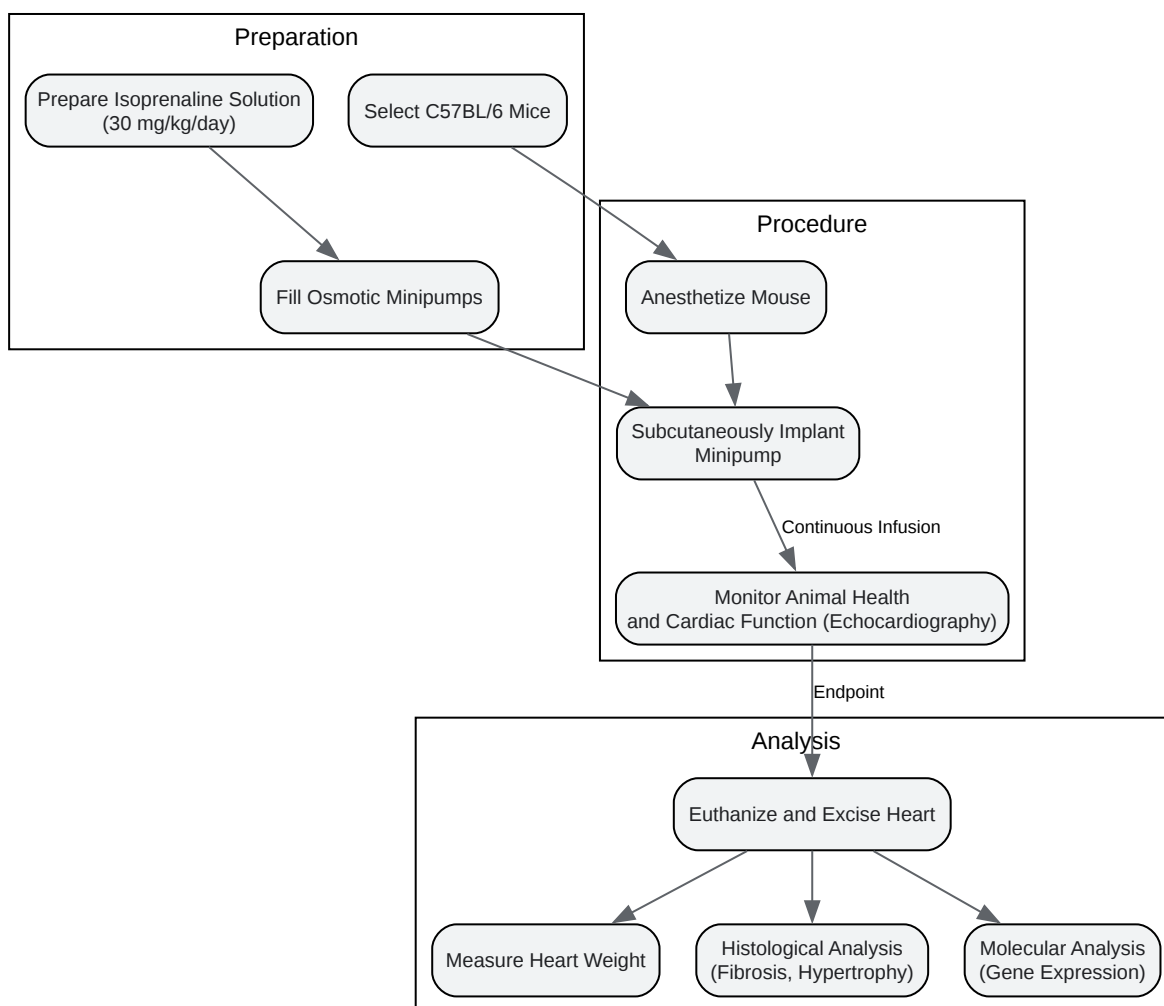 Preparation
Prepare Isoprenaline Solution
(30 mg/kg/day)
Select C57BL/6 Mice
Fill Osmotic Minipumps
Procedure
Anesthetize Mouse
Subcutaneously Implant
Minipump
Continuous Infusion
Monitor Animal Health
and Cardiac Function (Echocardiography)
Endpoint
Analysis
Euthanize and Excise Heart
Measure Heart Weight
Histological Analysis
(Fibrosis, Hypertrophy)
Molecular Analysis
(Gene Expression)